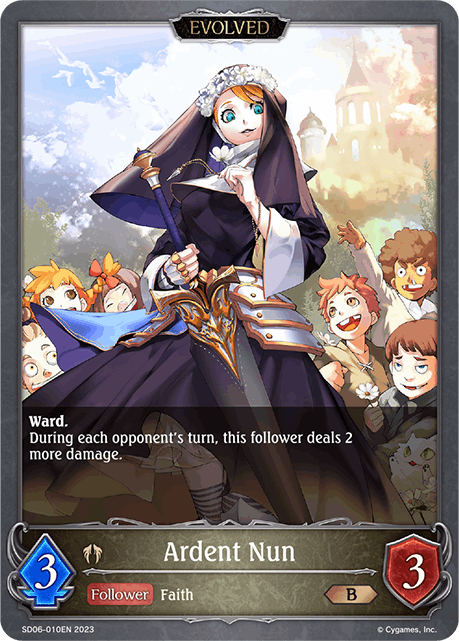 EVOLVED
Ward.
During each opponent's turn, this follower deals 2
more damage.
Ardent Nun
3
Follower Faith
B
3
SD06-010EN 2023
© Cygames, Inc.